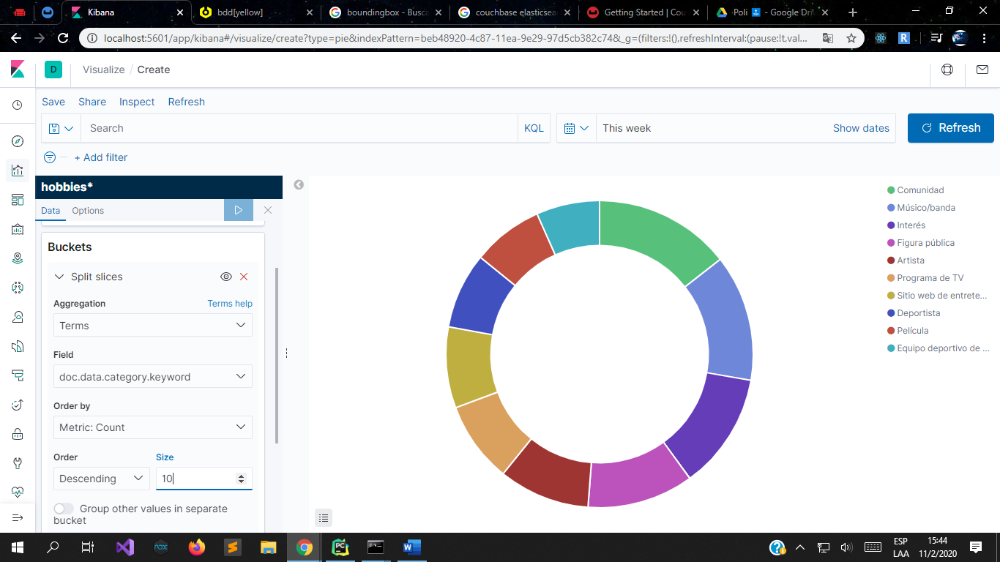 Kibana
bdd[yellow]
boundingbox - Busca
couchbase elasticsea
Getting Started | Cou
Poli - Google Dri
localhost:5601/app/kibana#/visualize/create?type=pie&indexPattern=beb48920-4c87-11ea-9e29-97d5cb382c74&_g=(filters:!(),refreshInterval:(pause:!t,val...
D
Visualize / Create
Save Share Inspect Refresh
Search
KQL
This week
Show dates
Refresh
+ Add filter
hobbies*
Data Options
Buckets
Split slices
Aggregation
Terms help
Terms
Field
doc.data.category.keyword
Order by
Metric: Count
Order
Size
Descending
10
Group other values in separate
bucket
Comunidad
Músico/banda
Interés
Figura pública
Artista
Programa de TV
Sitio web de entrete...
Deportista
Película
Equipo deportivo de ...
ESP
LAA
15:44
11/2/2020